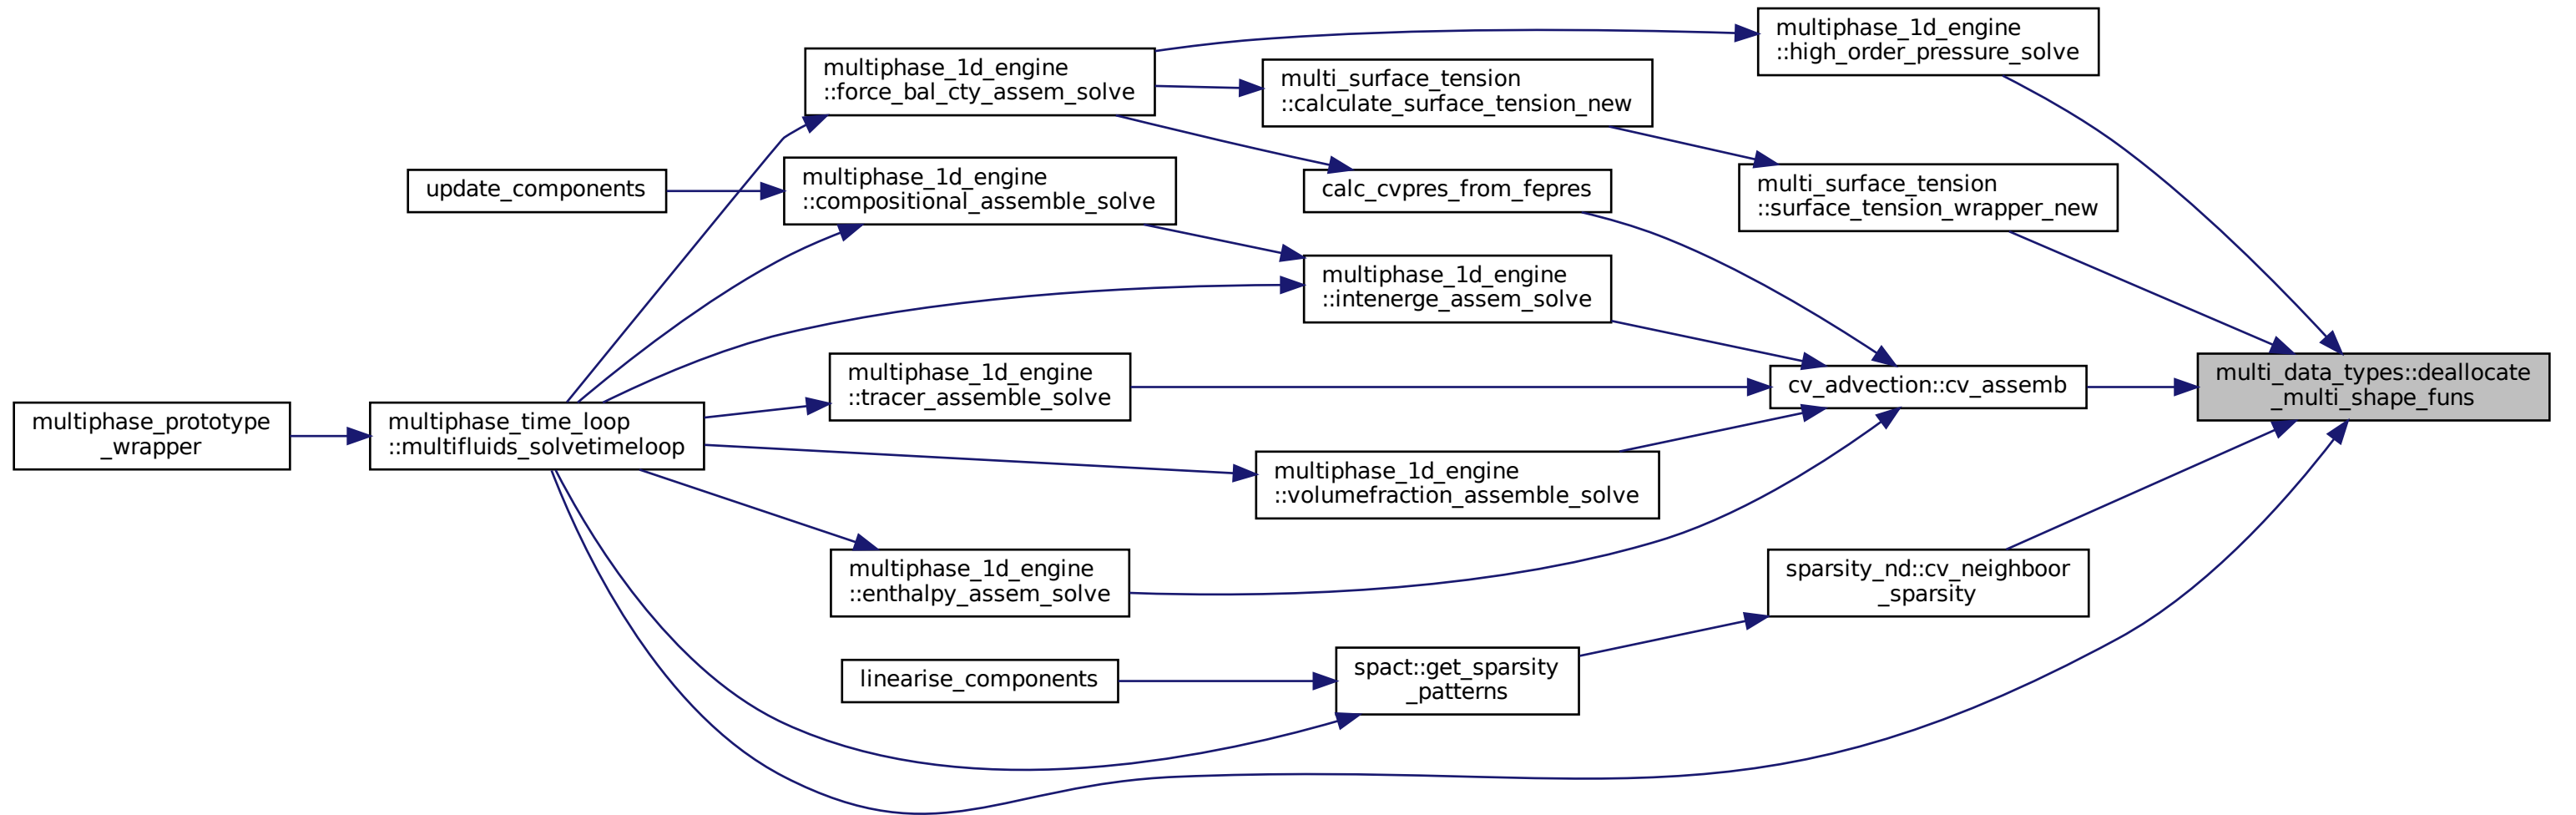 multiphase_1d_engine
::high_order_pressure_solve
multiphase_1d_engine
::force_bal_cty_assem_solve
multi_surface_tension
::calculate_surface_tension_new
multiphase_1d_engine
::compositional_assemble_solve
update_components
calc_cvpres_from_fepres
multi_surface_tension
::surface_tension_wrapper_new
multiphase_1d_engine
::intenerge_assem_solve
multiphase_1d_engine
::tracer_assemble_solve
cv_advection::cv_assemb
multi_data_types::deallocate
_multi_shape_funs
multiphase_prototype
_wrapper
multiphase_time_loop
::multifluids_solvetimeloop
multiphase_1d_engine
::volumefraction_assemble_solve
multiphase_1d_engine
::enthalpy_assem_solve
sparsity_nd::cv_neighboor
_sparsity
linearise_components
spact::get_sparsity
_patterns